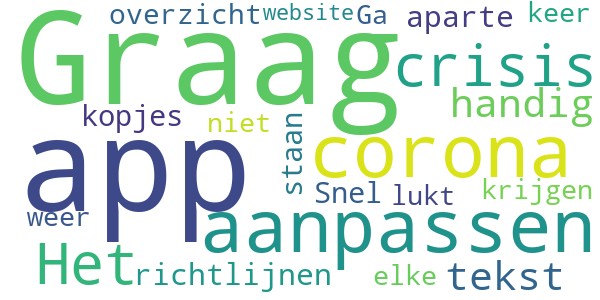 overzicht website Ga aparte keer
Graag crisis
kopjes niet handig
app staan corona
Snel lukt krijgen
weer aanpassen
Het richtlijnen elke tekst